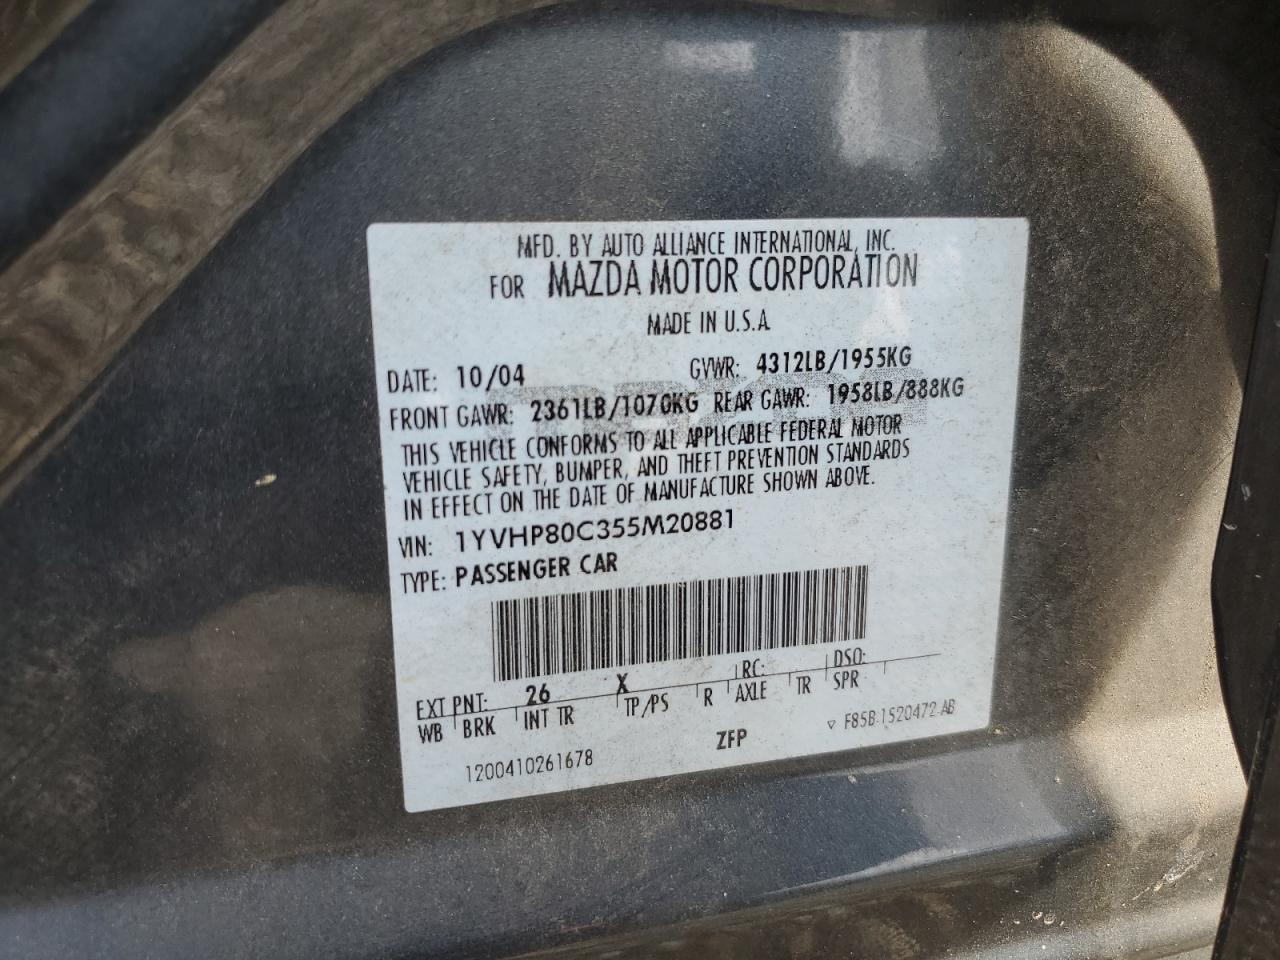 MFD. BY AUTO ALLIANCE INTERNATIONAL, INC.
FOR MAZDA MOTOR CORPORATION
MADE IN U.S.A.
DATE: 10/04 GVWR: 4312LB/1955KG
FRONT GAWR: 2361LB/1070KG REAR GAWR: 1958LB/888KG
THIS VEHICLE CONFORMS TO ALL APPLICABLE FEDERAL MOTOR
VEHICLE SAFETY, BUMPER, AND THEFT PREVENTION STANDARDS
IN EFFECT ON THE DATE OF MANUFACTURE SHOWN ABOVE.
VIN: 1YVHP80C355M20881
TYPE: PASSENGER CAR
EXT PNT: 26 X RC: DSO:
WB BRK INT TR TP/PS R AXLE TR SPR
1200410261678 ZFP ▽ F85B-1520472-AB